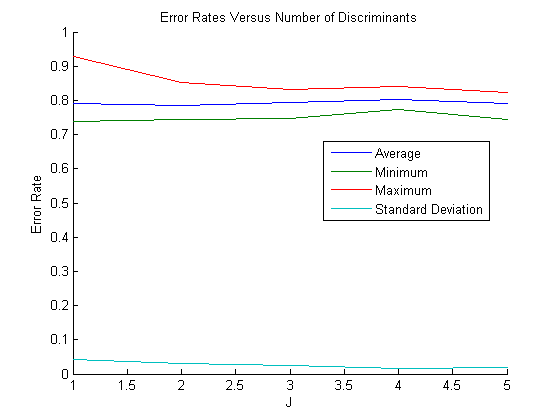 Error Rates Versus Number of Discriminants
1
0.9
0.8
0.7
0.6
0.5
0.4
0.3
0.2
0.1
0
Error Rate
Average
Minimum
Maximum
Standard Deviation
1 1.5 2 2.5 3 3.5 4 4.5 5
J